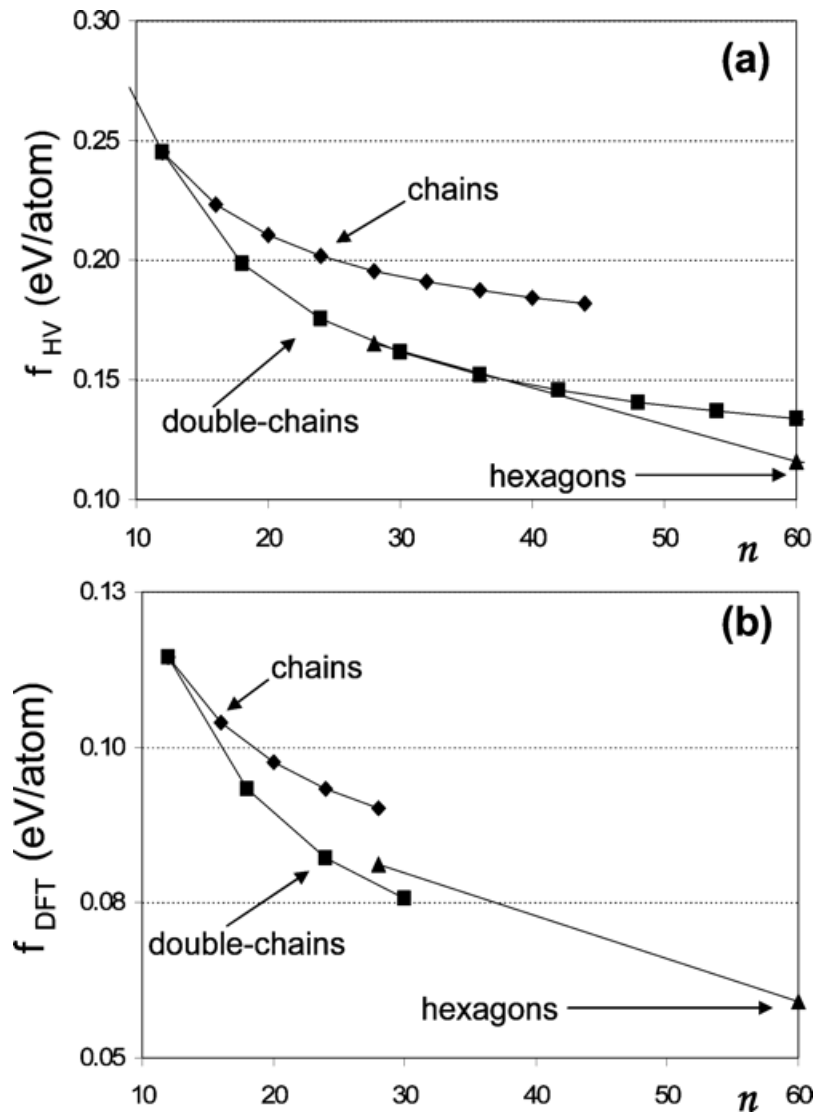 0.30
(a)
0.25
chains
0.20
f HV (eV/atom)
0.15
double-chains
hexagons
0.10
10 20 30 40 50 n 60
0.13
(b)
chains
0.10
f DFT (eV/atom)
0.08
double-chains
hexagons
0.05
10 20 30 40 50 n 60